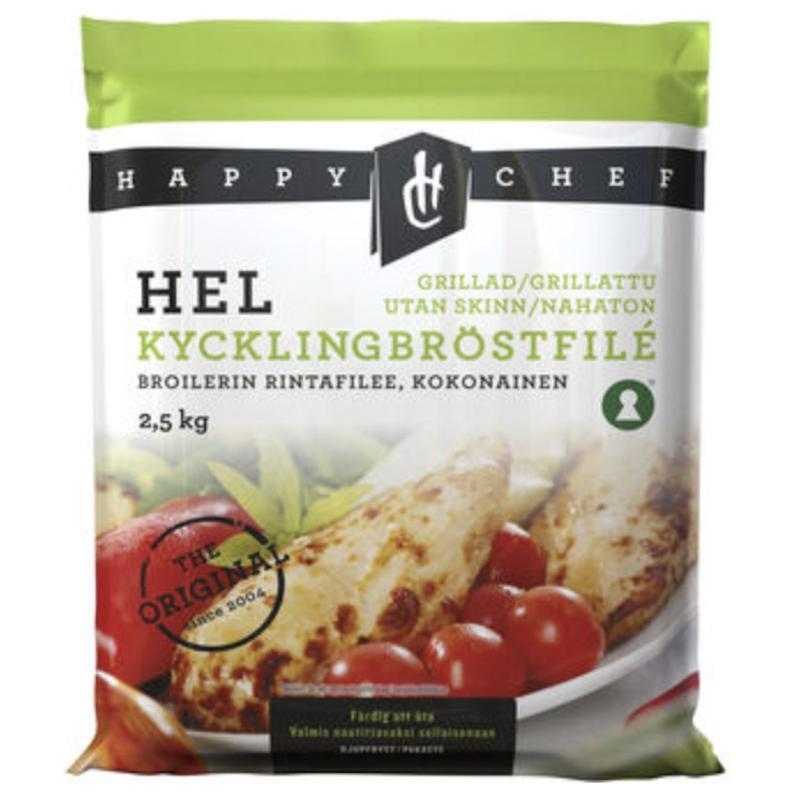 HAPPY CHEF
GRILLAD/GRILLATTU
UTAN SKINN/NAHATON
HEL
KYCKLINGBRÖSTFILÉ
BROILERIN RINTAFILEE, KOKONAINEN
2,5 kg
THE
ORIGINAL
since 2004
Färdig att äta
Valmis nautittavaksi sellaisenaan
DJUPFRYST / PAKASTE